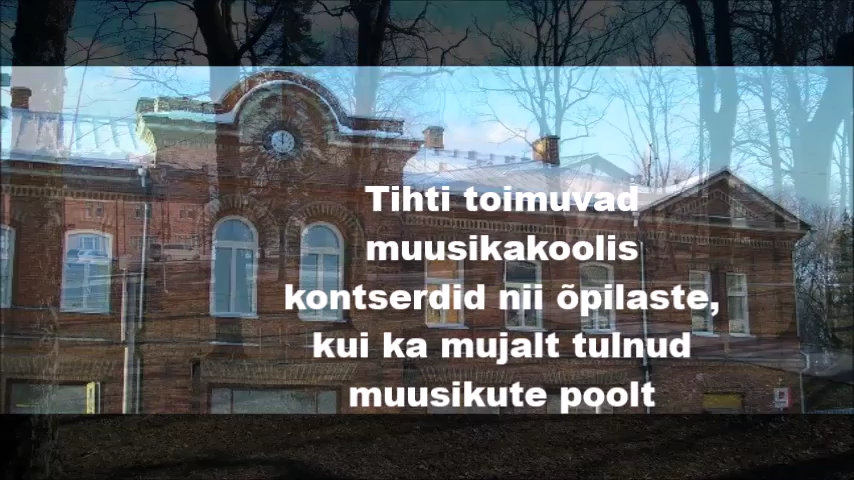 Tihti toimuvad
muusikakoolis
kontserdid nii õpilaste,
kui ka mujalt tulnud
muusikute poolt